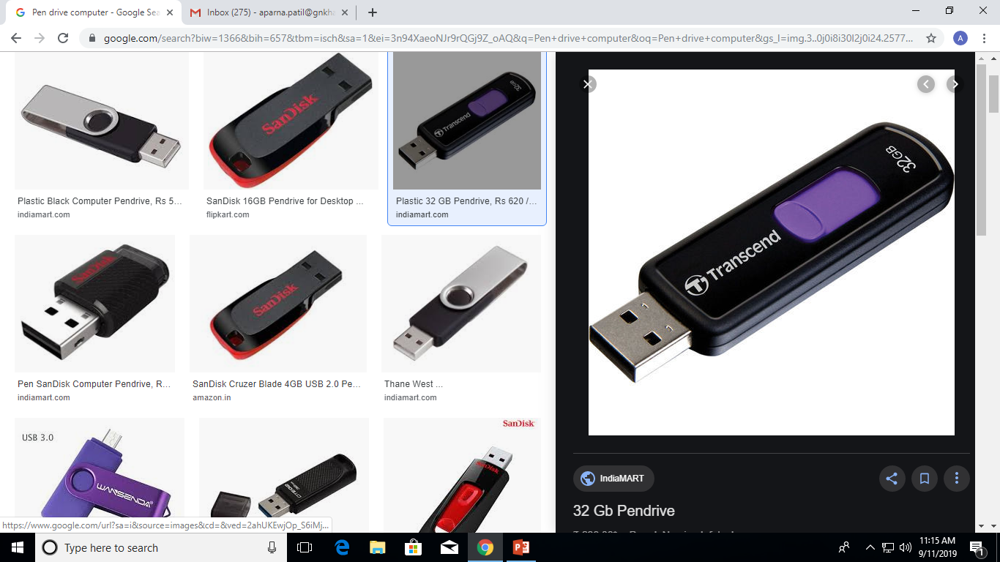 Pen drive computer - Google Sea
Inbox (275) - aparna.patil@gnkha
google.com/search?biw=1366&bih=657&tbm=isch&sa=1&ei=3n94XaeoNJr9rQGj9Z_oAQ&q=Pen+drive+computer&oq=Pen+drive+computer&gs_l=img.3..0j0i8i30l2j0i24.2577...
A
SanDisk
32GB
Transcend
Plastic Black Computer Pendrive, Rs 5...
indiamart.com
SanDisk 16GB Pendrive for Desktop ...
flipkart.com
Plastic 32 GB Pendrive, Rs 620 /...
indiamart.com
SanDisk
SanDisk
Pen SanDisk Computer Pendrive, R...
indiamart.com
SanDisk Cruzer Blade 4GB USB 2.0 Pe...
amazon.in
Thane West ...
indiamart.com
USB 3.0
WANSENDA
DTEG2
32GB
SanDisk
SanDisk
32GB
Transcend
IndiaMART
32 Gb Pendrive
https://www.google.com/url?sa=i&source=images&cd=&ved=2ahUKEwjOp_S6iMj...
Type here to search
11:15 AM
9/11/2019
1